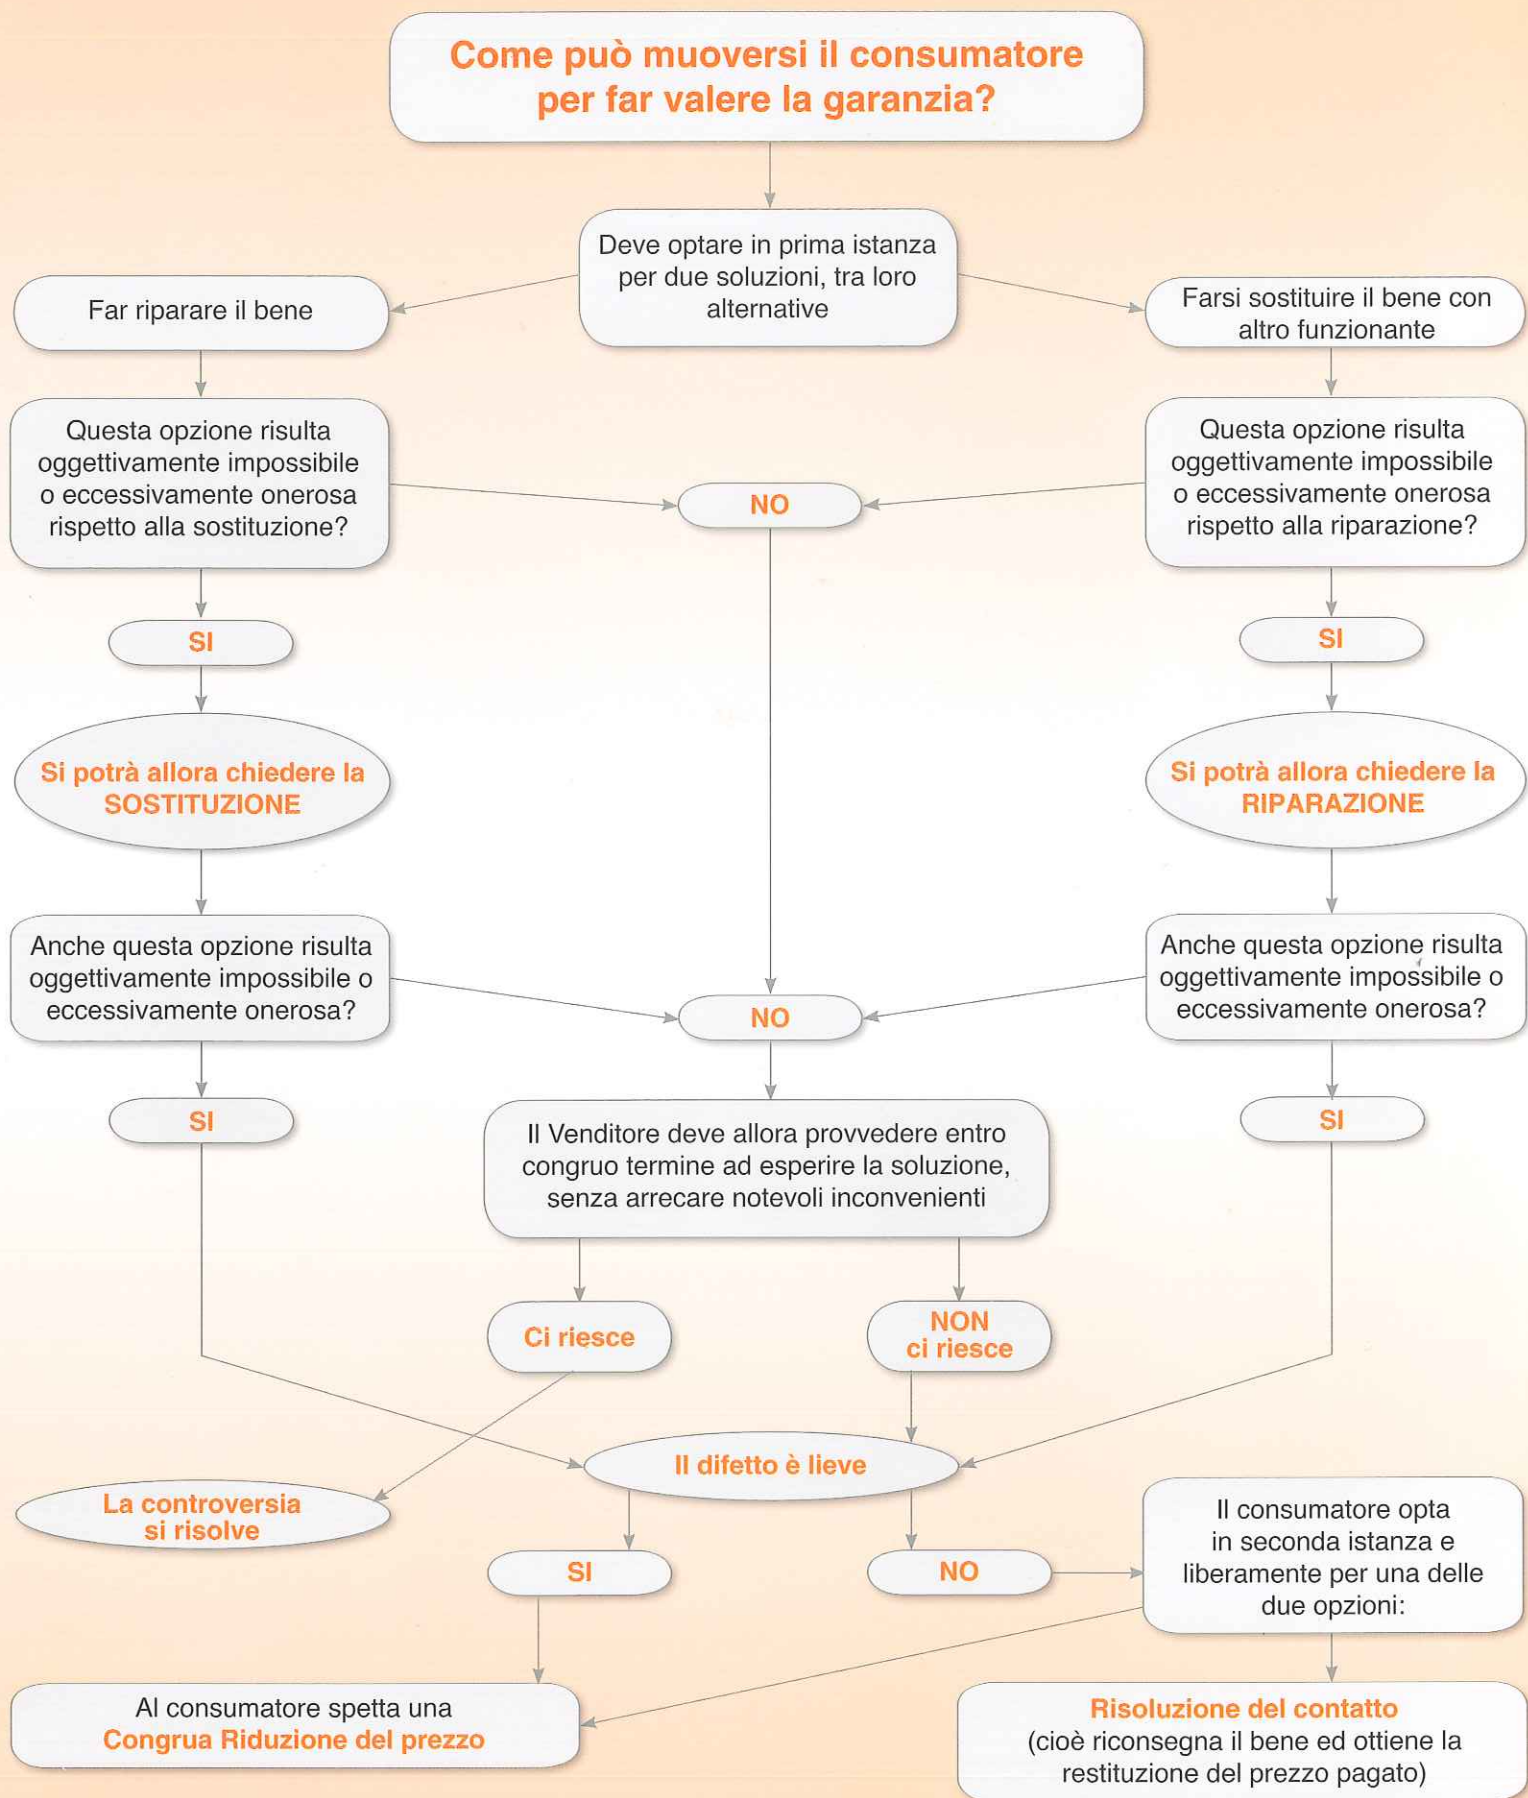 Come può muoversi il consumatore
per far valere la garanzia?
Deve optare in prima istanza
per due soluzioni, tra loro
alternative
Far riparare il bene
Farsi sostituire il bene con
altro funzionante
Questa opzione risulta
oggettivamente impossibile
o eccessivamente onerosa
rispetto alla sostituzione?
NO
Questa opzione risulta
oggettivamente impossibile
o eccessivamente onerosa
rispetto alla riparazione?
SI
SI
Si potrà allora chiedere la
SOSTITUZIONE
Si potrà allora chiedere la
RIPARAZIONE
Anche questa opzione risulta
oggettivamente impossibile o
eccessivamente onerosa?
NO
Anche questa opzione risulta
oggettivamente impossibile o
eccessivamente onerosa?
SI
Il Venditore deve allora provvedere entro
congruo termine ad esperire la soluzione,
senza arrecare notevoli inconvenienti
SI
Ci riesce
NON
ci riesce
Il difetto è lieve
La controversia
si risolve
SI
NO
Il consumatore opta
in seconda istanza e
liberamente per una delle
due opzioni:
Al consumatore spetta una
Congrua Riduzione del prezzo
Risoluzione del contatto
(cioè riconsegna il bene ed ottiene la
restituzione del prezzo pagato)